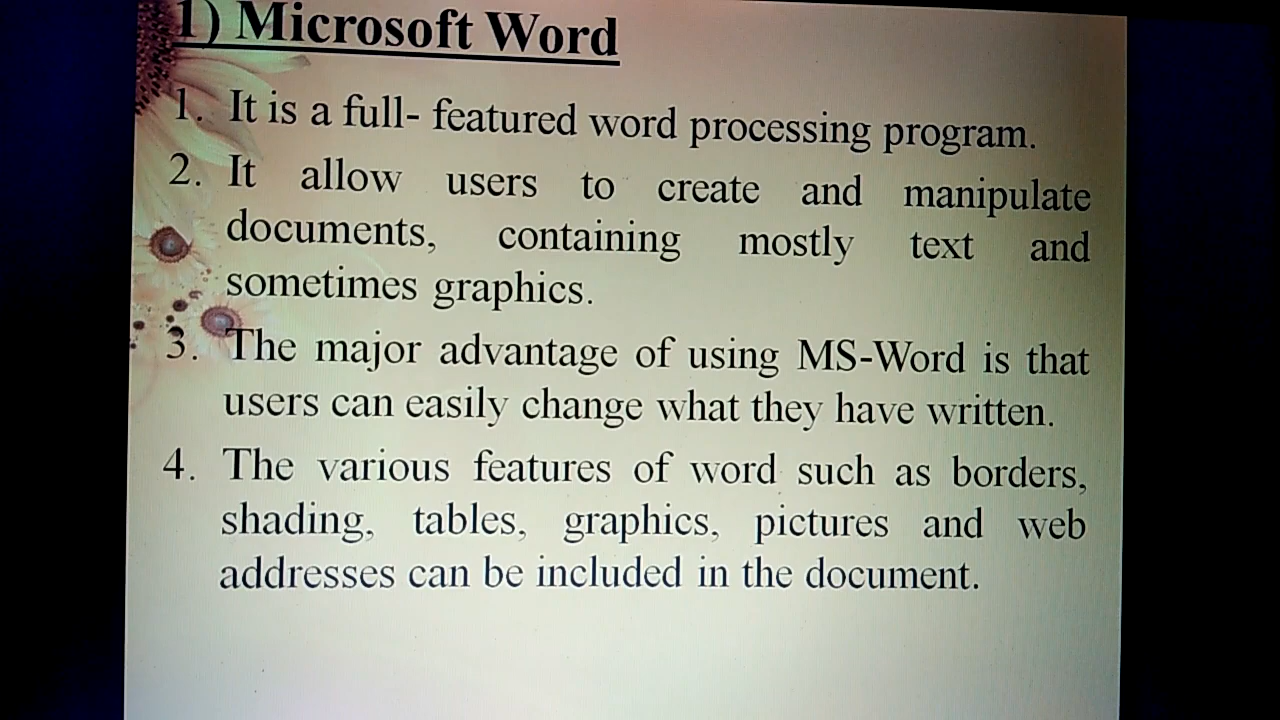 1) Microsoft Word
1. It is a full- featured word processing program.
2. It allow users to create and manipulate
documents, containing mostly text and
sometimes graphics.
3. The major advantage of using MS-Word is that
users can easily change what they have written.
4. The various features of word such as borders,
shading, tables, graphics, pictures and web
addresses can be included in the document.